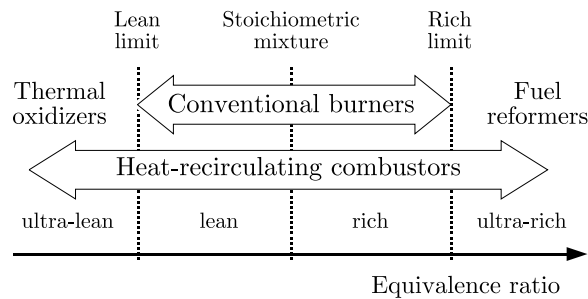 Lean
limit
Stoichiometric
mixture
Rich
limit
Thermal
oxidizers
Conventional burners
Fuel
reformers
Heat-recirculating combustors
ultra-lean
lean
rich
ultra-rich
Equivalence ratio